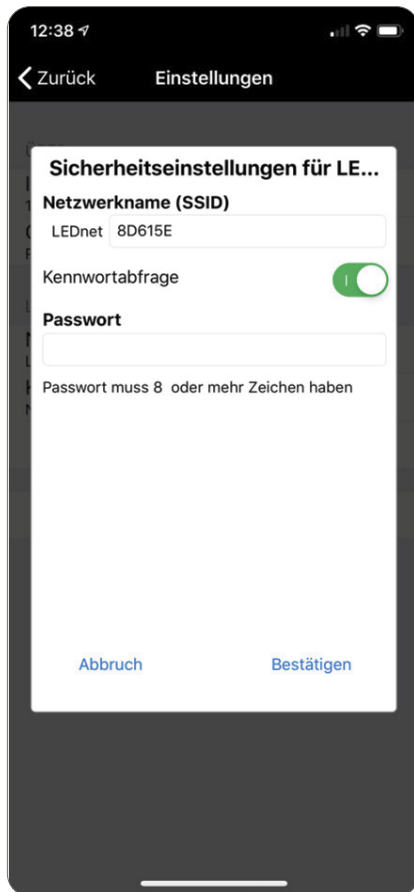 12:38
Zurück Einstellungen
Sicherheitseinstellungen für LE...
Netzwerkname (SSID)
LEDnet 8D615E
Kennwortabfrage
Passwort
Passwort muss 8 oder mehr Zeichen haben
Abbruch Bestätigen